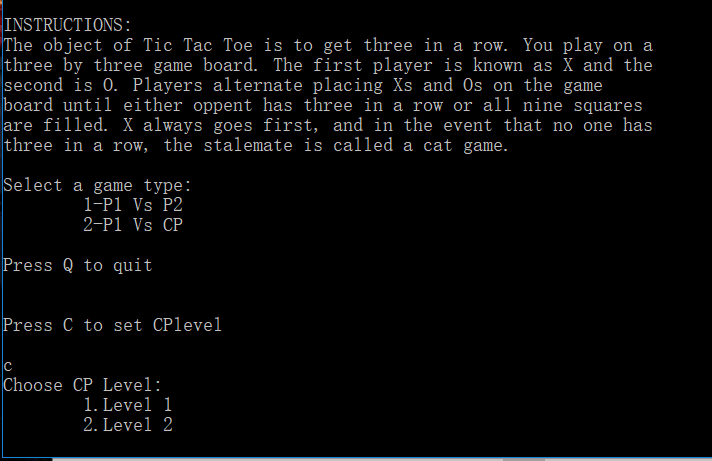 INSTRUCTIONS:
The object of Tic Tac Toe is to get three in a row. You play on a
three by three game board. The first player is known as X and the
second is O. Players alternate placing Xs and Os on the game
board until either oppent has three in a row or all nine squares
are filled. X always goes first, and in the event that no one has
three in a row, the stalemate is called a cat game.
Select a game type:
1-P1 Vs P2
2-P1 Vs CP
Press Q to quit
Press C to set CPlevel
c
Choose CP Level:
1.Level 1
2.Level 2